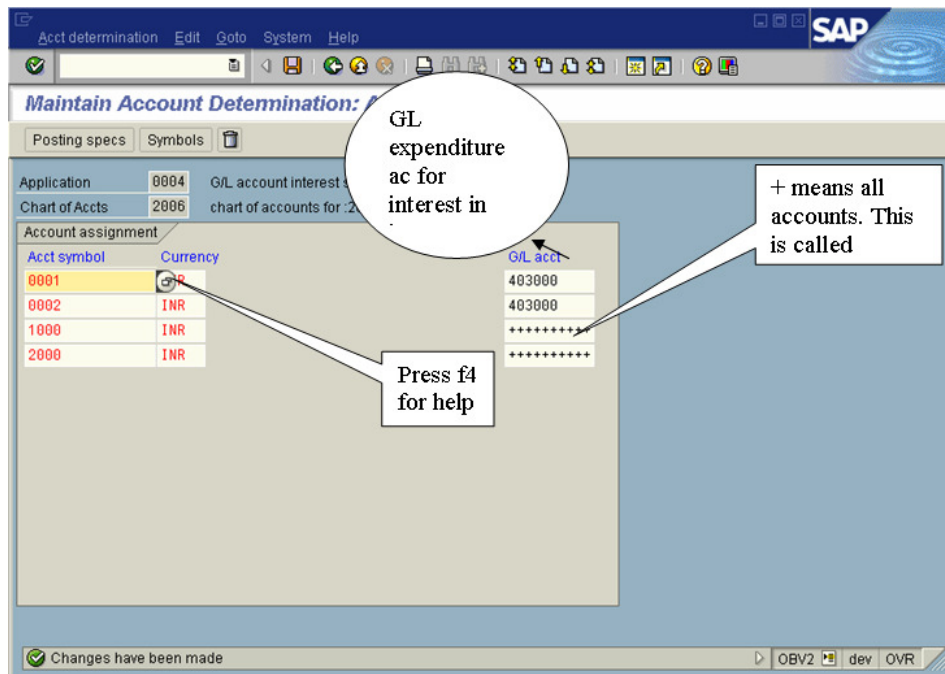 Acct determination Edit Goto System Help
SAP
Maintain Account Determination: A
Posting specs Symbols
GL
expenditure
ac for
interest in
Application 0004 G/L account interest s
Chart of Accts 2006 chart of accounts for :2
+ means all
accounts. This
is called
Account assignment
Acct symbol Currency G/L acct
0001 R 403000
0002 INR 403000
1000 INR ++++++++++
2000 INR ++++++++++
Press f4
for help
Changes have been made
OBV2 dev OVR